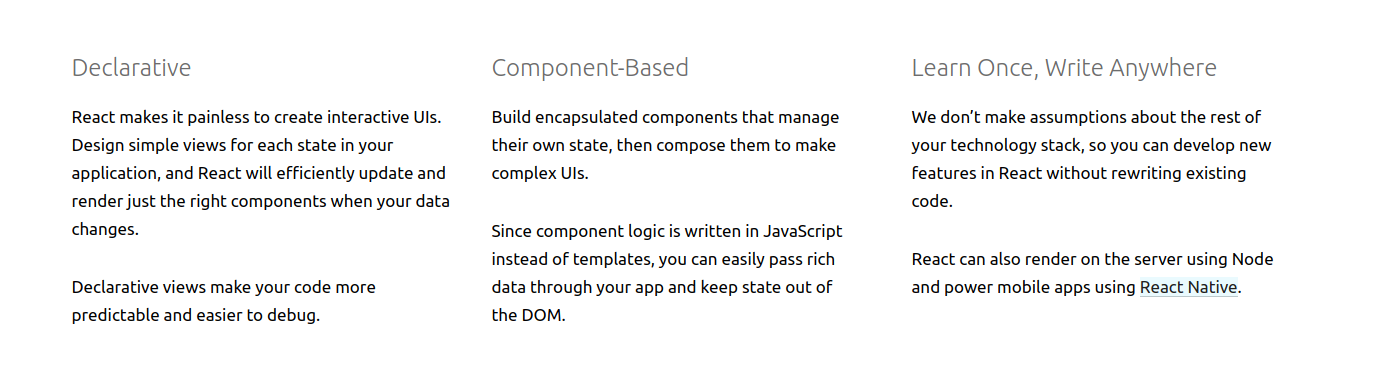 Declarative
React makes it painless to create interactive UIs.
Design simple views for each state in your
application, and React will efficiently update and
render just the right components when your data
changes.
Declarative views make your code more
predictable and easier to debug.
Component-Based
Build encapsulated components that manage
their own state, then compose them to make
complex UIs.
Since component logic is written in JavaScript
instead of templates, you can easily pass rich
data through your app and keep state out of
the DOM.
Learn Once, Write Anywhere
We don’t make assumptions about the rest of
your technology stack, so you can develop new
features in React without rewriting existing
code.
React can also render on the server using Node
and power mobile apps using React Native.